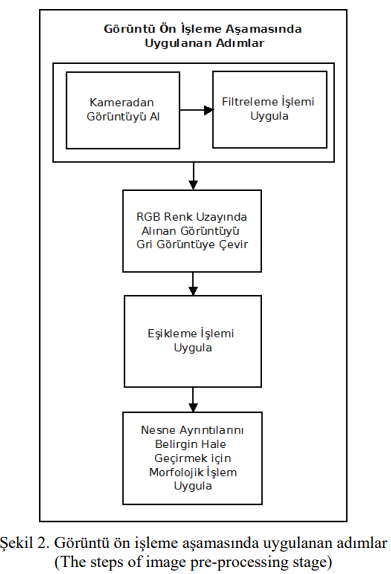 Görüntü Ön İşleme Aşamasında
Uygulanan Adımlar
Kameradan
Görüntüyü Al
Filtreleme İşlemi
Uygula
RGB Renk Uzayında
Alınan Görüntüyü
Gri Görüntüye Çevir
Eşikleme İşlemi
Uygula
Nesne Ayrıntılarını
Belirgin Hale
Geçirmek için
Morfolojik İşlem
Uygula
Şekil 2. Görüntü ön işleme aşamasında uygulanan adımlar
(The steps of image pre-processing stage)